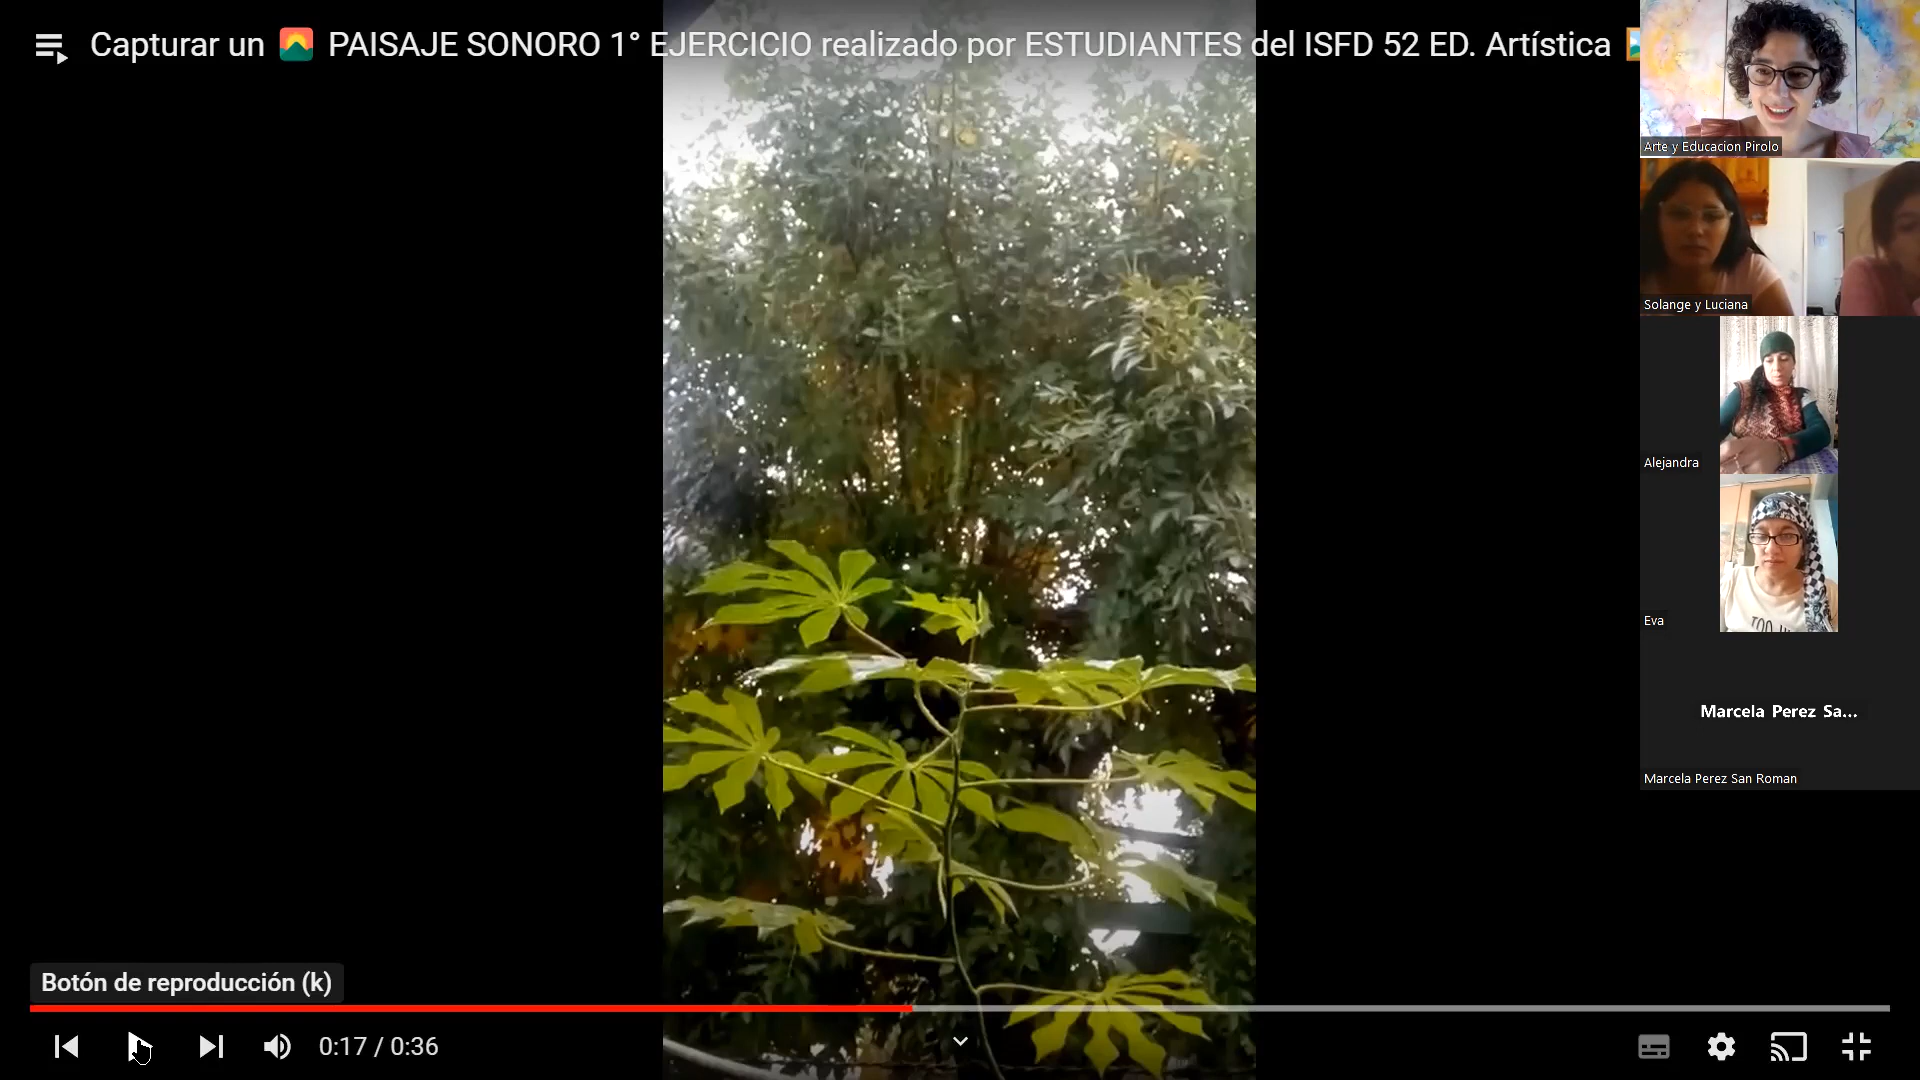 Capturar un 🌄 PAISAJE SONORO 1° EJERCICIO realizado por ESTUDIANTES del ISFD 52 ED. Artística
Arte y Educacion Pirolo
Solange y Luciana
Alejandra
TOO
Eva
Marcela Perez Sa...
Marcela Perez San Roman
Botón de reproducción (k)
0:17 / 0:36